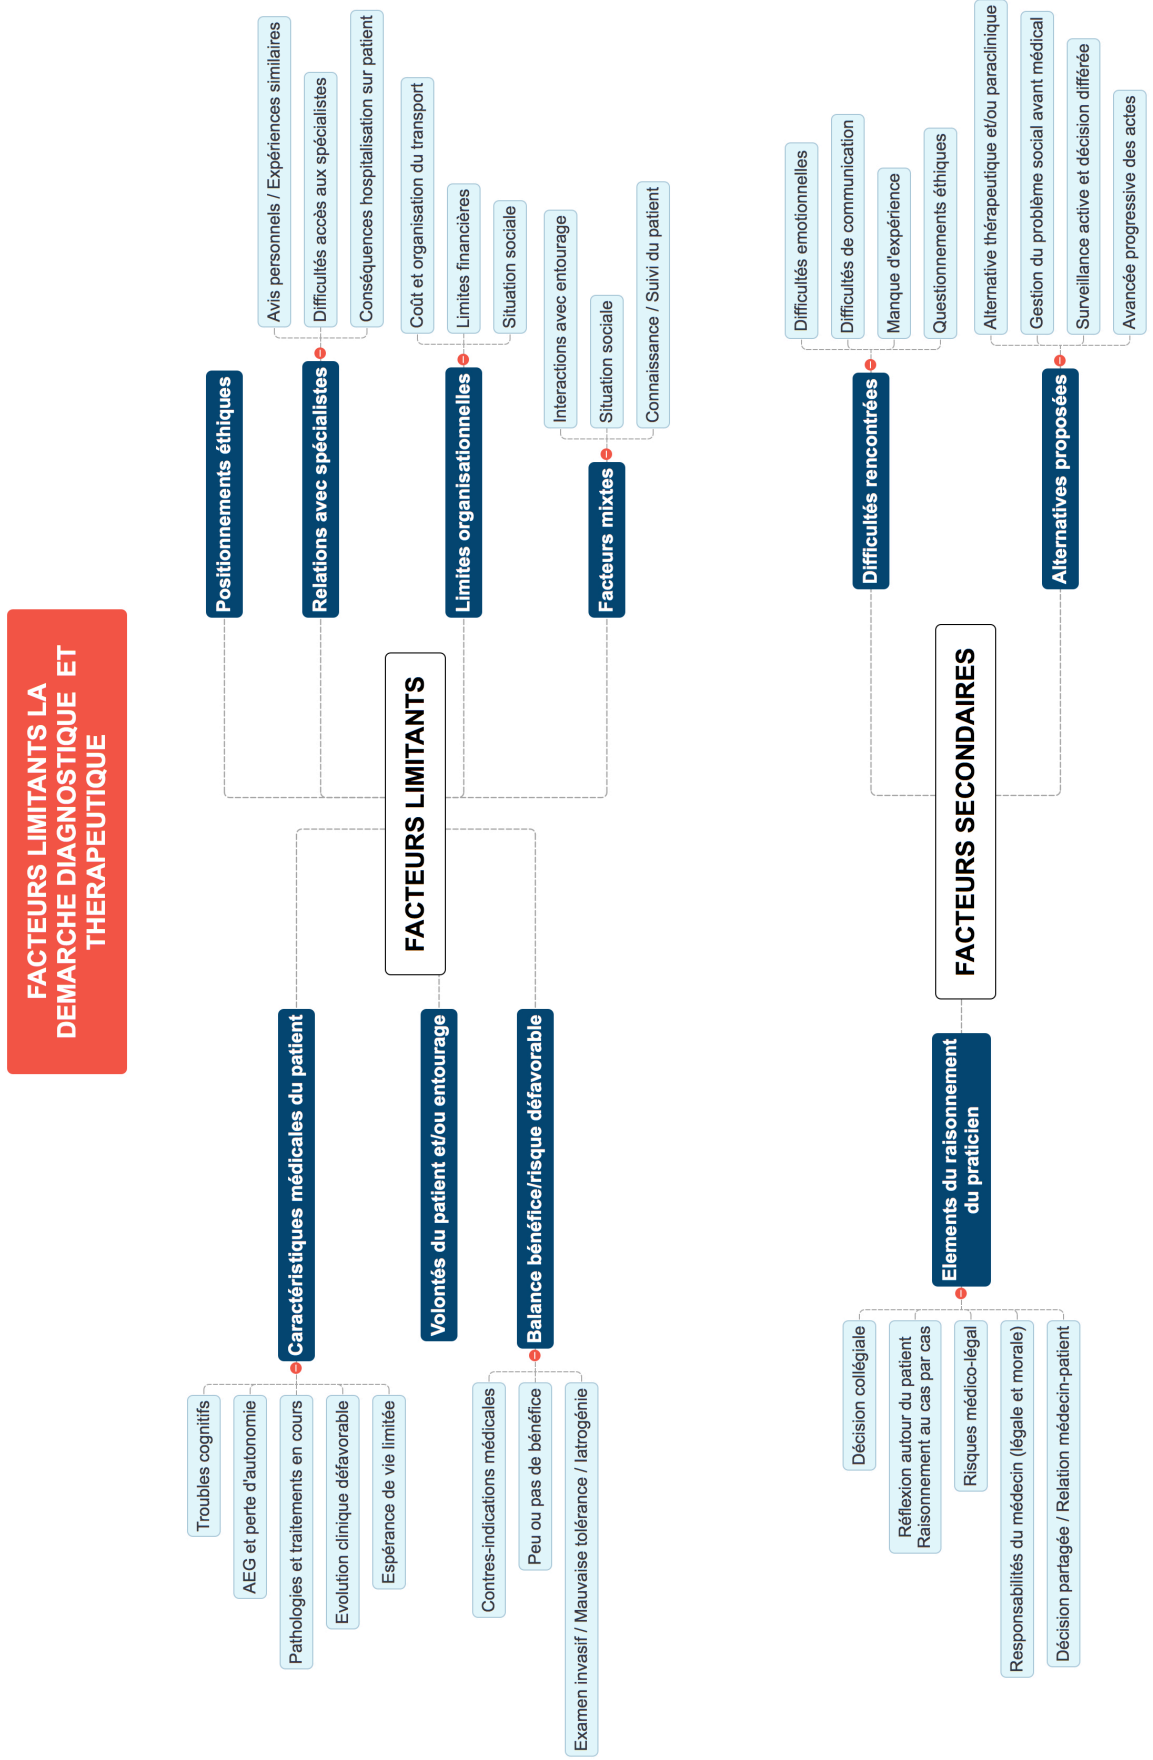 FACTEURS LIMITANTS LA
DEMARCHE DIAGNOSTIQUE ET
THERAPEUTIQUE
FACTEURS LIMITANTS
Caractéristiques médicales du patient
Troubles cognitifs
AEG et perte d'autonomie
Pathologies et traitements en cours
Evolution clinique défavorable
Espérance de vie limitée
Volontés du patient et/ou entourage
Balance bénéfice/risque défavorable
Contres-indications médicales
Peu ou pas de bénéfice
Examen invasif / Mauvaise tolérance / Iatrogénie
Positionnements éthiques
Relations avec spécialistes
Avis personnels / Expériences similaires
Difficultés accès aux spécialistes
Conséquences hospitalisation sur patient
Limites organisationnelles
Coût et organisation du transport
Limites financières
Situation sociale
Facteurs mixtes
Interactions avec entourage
Situation sociale
Connaissance / Suivi du patient
FACTEURS SECONDAIRES
Elements du raisonnement
du praticien
Décision collégiale
Réflexion autour du patient
Raisonnement au cas par cas
Risques médico-légal
Responsabilités du médecin (légale et morale)
Décision partagée / Relation médecin-patient
Difficultés rencontrées
Difficultés emotionnelles
Difficultés de communication
Manque d'expérience
Questionnements éthiques
Alternatives proposées
Alternative thérapeutique et/ou paraclinique
Gestion du problème social avant médical
Surveillance active et décision différée
Avancée progressive des actes